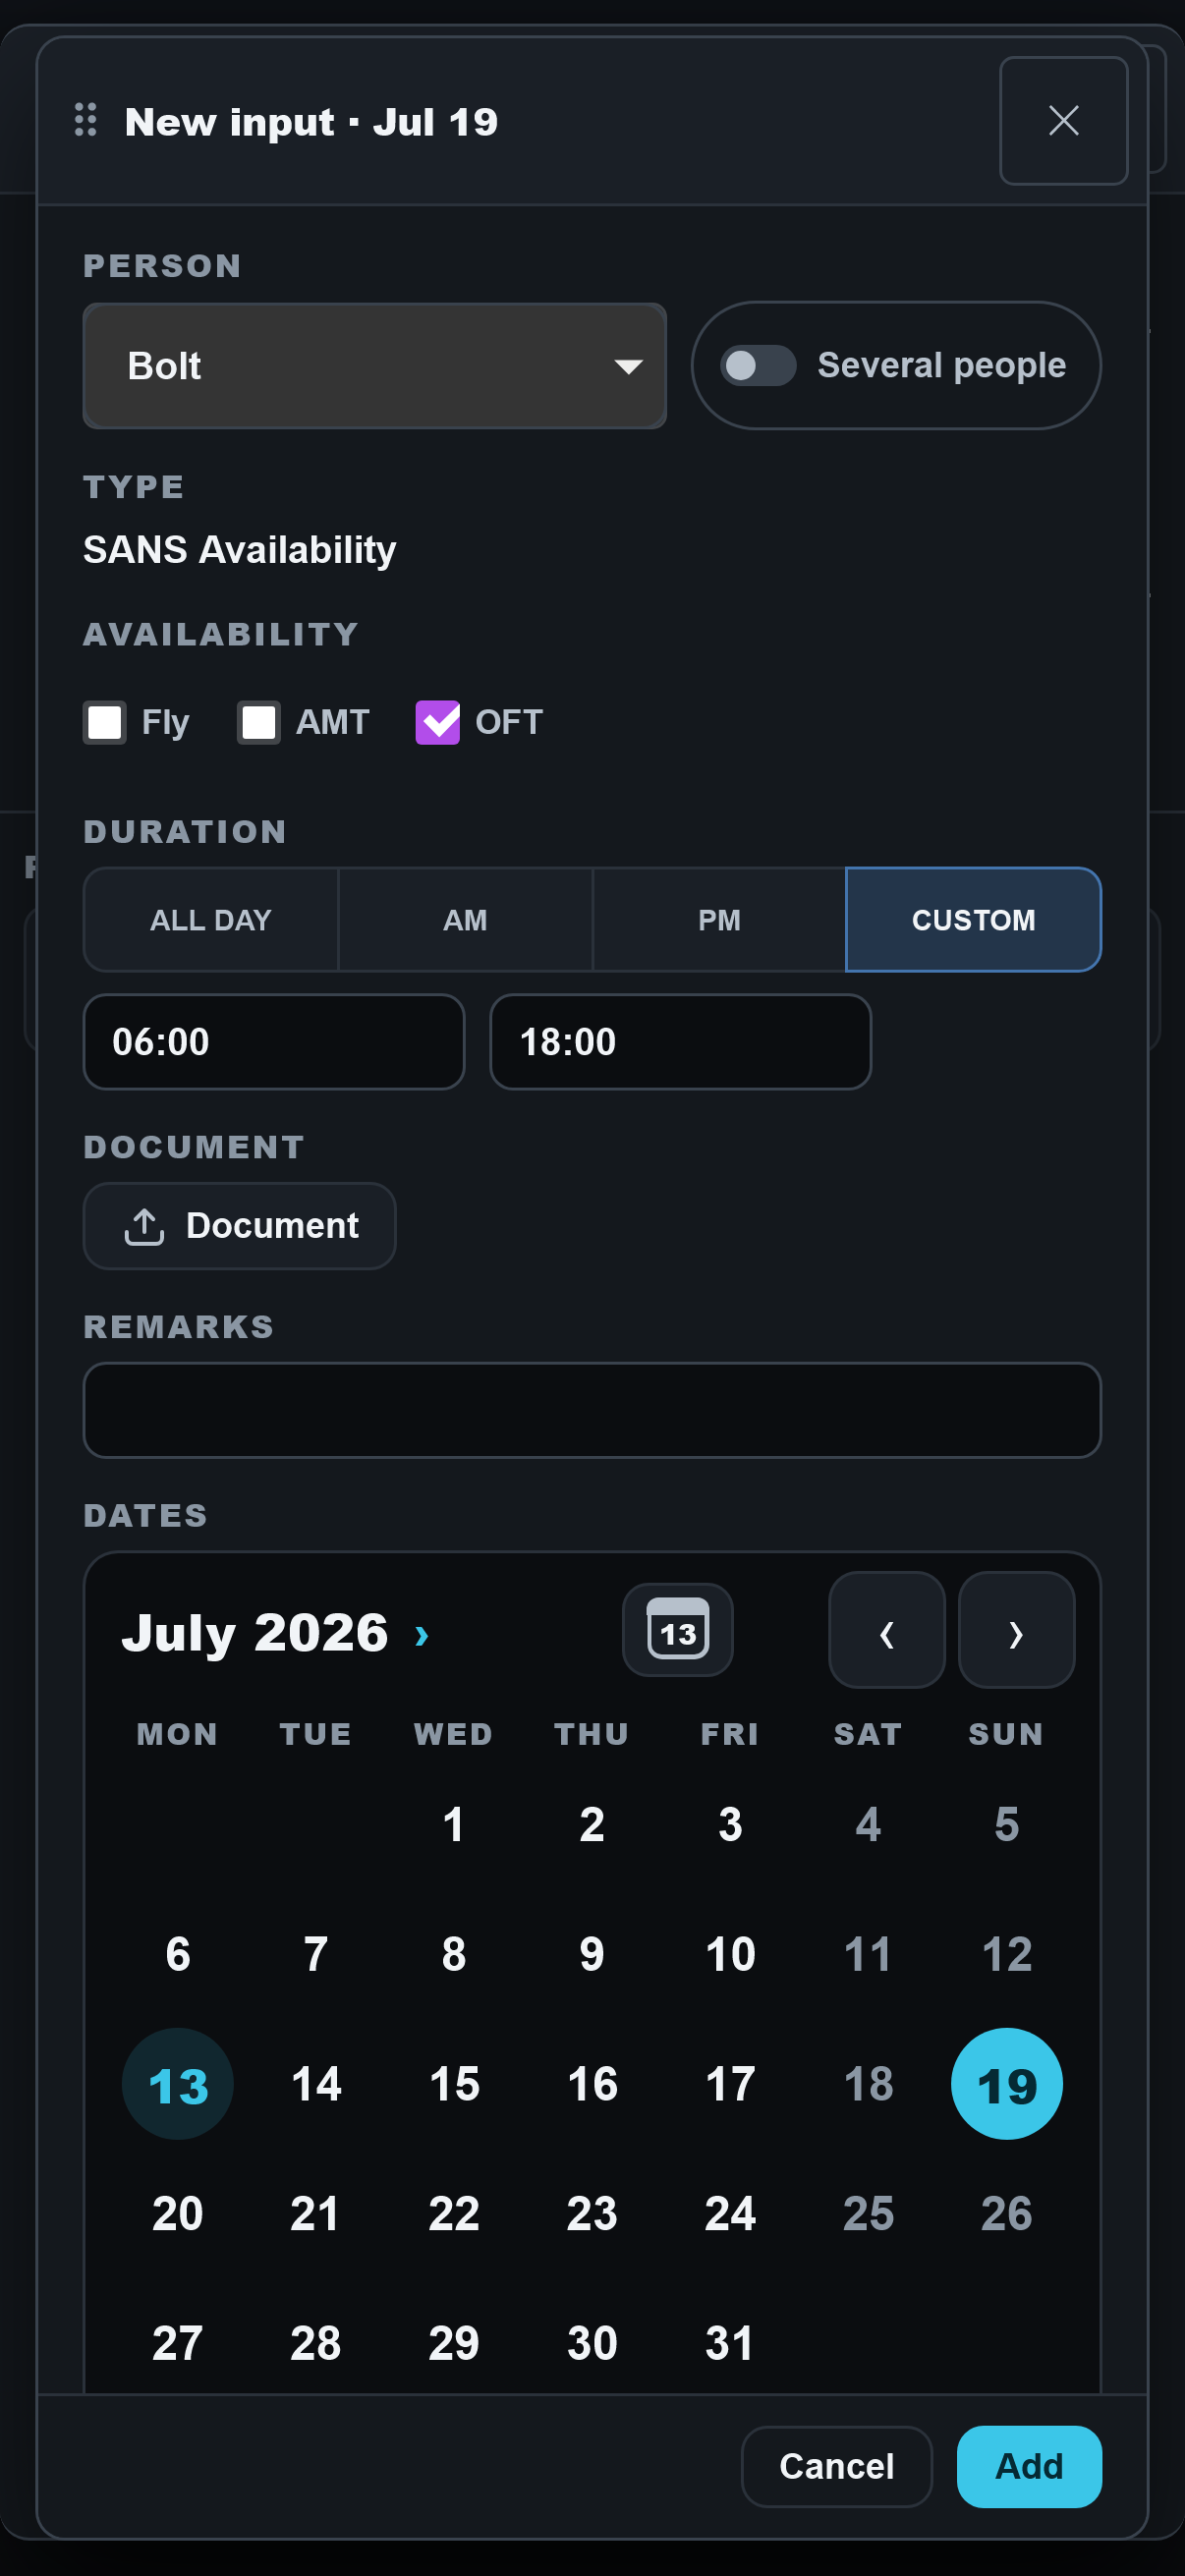 New input · Jul 19
PERSON
Bolt
Several people
TYPE
SANS Availability
AVAILABILITY
Fly AMT OFT
DURATION
ALL DAY AM PM CUSTOM
06:00 18:00
DOCUMENT
Document
REMARKS
DATES
July 2026 › 13 ‹ ›
MON TUE WED THU FRI SAT SUN
1 2 3 4 5
6 7 8 9 10 11 12
13 14 15 16 17 18 19
20 21 22 23 24 25 26
27 28 29 30 31
Cancel Add